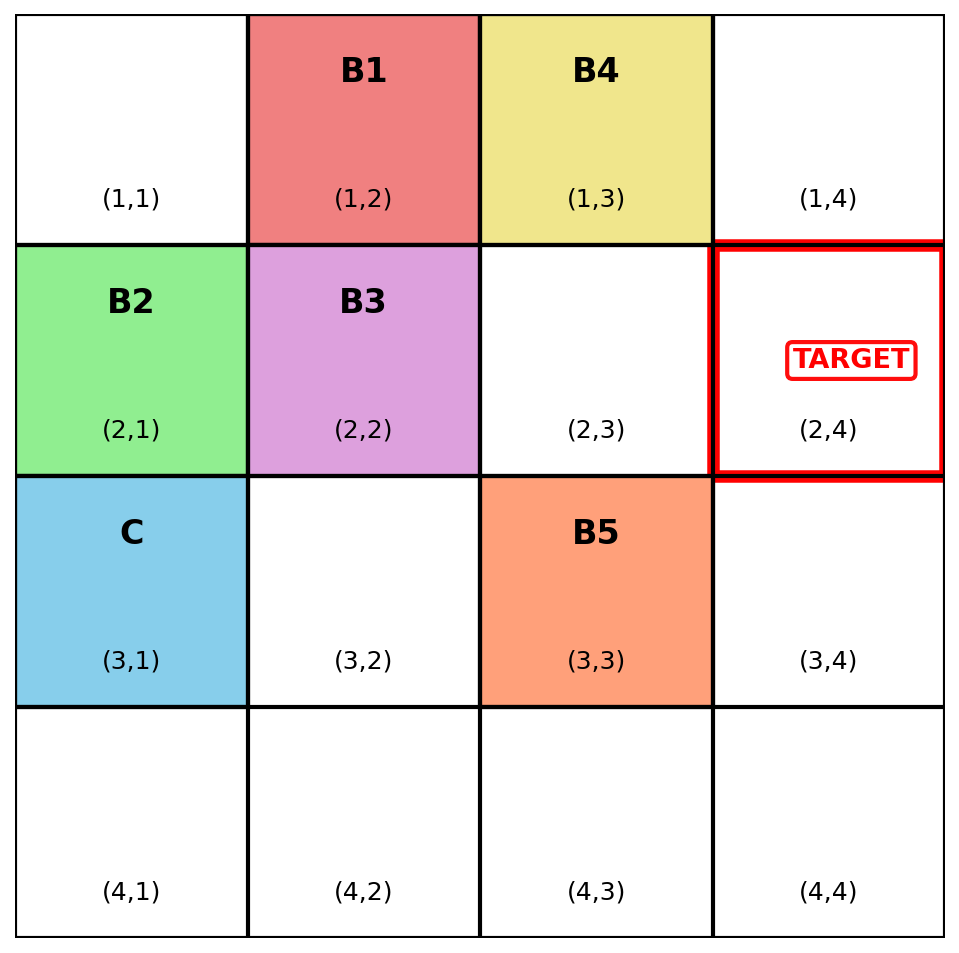 B1 B4
(1,1) (1,2) (1,3) (1,4)
B2 B3
TARGET
(2,1) (2,2) (2,3) (2,4)
C B5
(3,1) (3,2) (3,3) (3,4)
(4,1) (4,2) (4,3) (4,4)